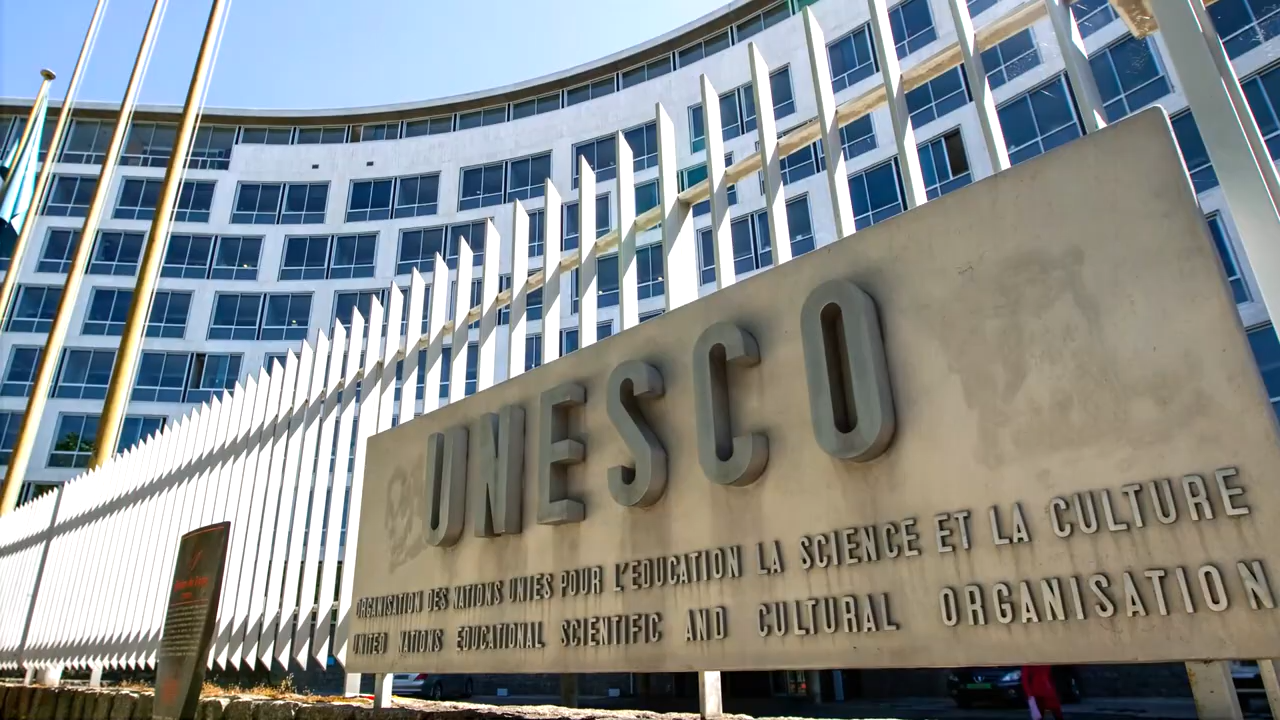 UNESCO
ORGANISATION DES NATIONS UNIES POUR L'EDUCATION LA SCIENCE ET LA CULTURE
UNITED NATIONS EDUCATIONAL SCIENTIFIC AND CULTURAL ORGANISATION